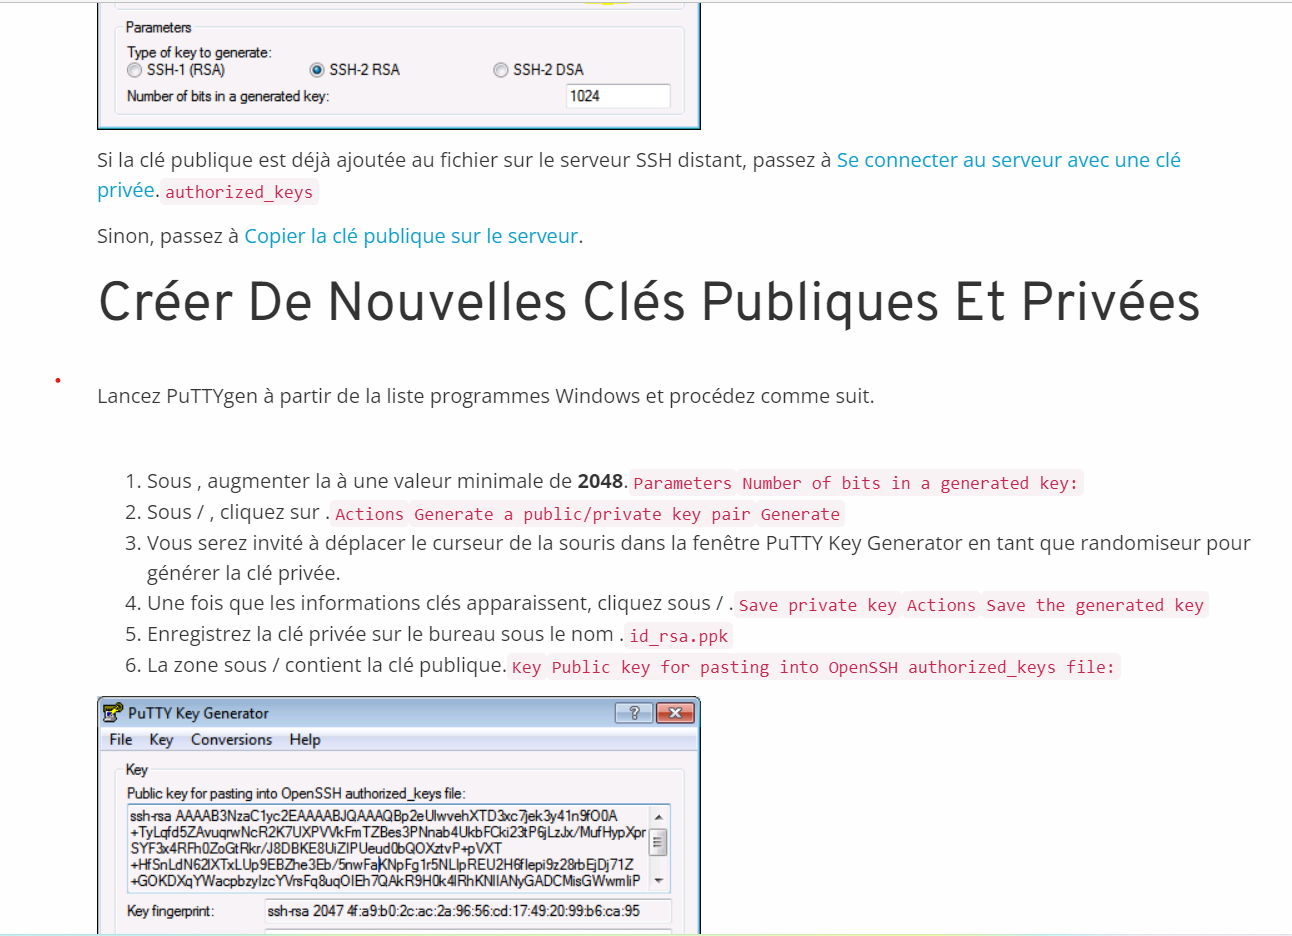 Parameters
Type of key to generate:
SSH-1 (RSA) SSH-2 RSA SSH-2 DSA
Number of bits in a generated key: 1024
Si la clé publique est déjà ajoutée au fichier sur le serveur SSH distant, passez à Se connecter au serveur avec une clé
privée. authorized_keys
Sinon, passez à Copier la clé publique sur le serveur.
Créer De Nouvelles Clés Publiques Et Privées
Lancez PuTTYgen à partir de la liste programmes Windows et procédez comme suit.
1. Sous , augmenter la à une valeur minimale de 2048. Parameters Number of bits in a generated key:
2. Sous / , cliquez sur . Actions Generate a public/private key pair Generate
3. Vous serez invité à déplacer le curseur de la souris dans la fenêtre PuTTY Key Generator en tant que randomiseur pour
générer la clé privée.
4. Une fois que les informations clés apparaissent, cliquez sous / . Save private key Actions Save the generated key
5. Enregistrez la clé privée sur le bureau sous le nom . id_rsa.ppk
6. La zone sous / contient la clé publique. Key Public key for pasting into OpenSSH authorized_keys file:
PuTTY Key Generator
File Key Conversions Help
Key
Public key for pasting into OpenSSH authorized_keys file:
ssh-rsa AAAAB3NzaC1yc2EAAAABJQAAAQBp2eUlwvehXTD3xc7jek3y41n9fO0A
+TyLqfd5ZAvuqrwNcR2K7UXPVVkFmTZBes3PNnab4UkbFCki23tP6jLzJx/MufHypXpr
SYF3x4RFh0ZoGtRkr/J8DBKE8UiZIPUeud0bQOXztvP+pVXT
+HfSnLdN62lXTxLUp9EBZhe3Eb/5nwFaKNpFg1r5NLlpREU2H6flepi9z28rbEjDj71Z
+GOKDXqYWacpbzylzcYVrsFq8uqOIEh7QAkR9H0k4lRhKNIIANyGADCMisGWwmliP
Key fingerprint: ssh-rsa 2047 4f:a9:b0:2c:ac:2a:96:56:cd:17:49:20:99:b6:ca:95